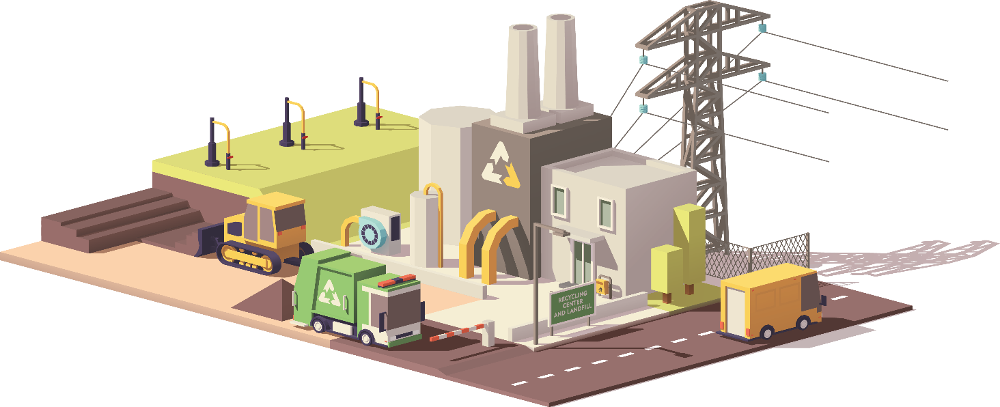 RECYCLING
CENTER
AND LANDFILL